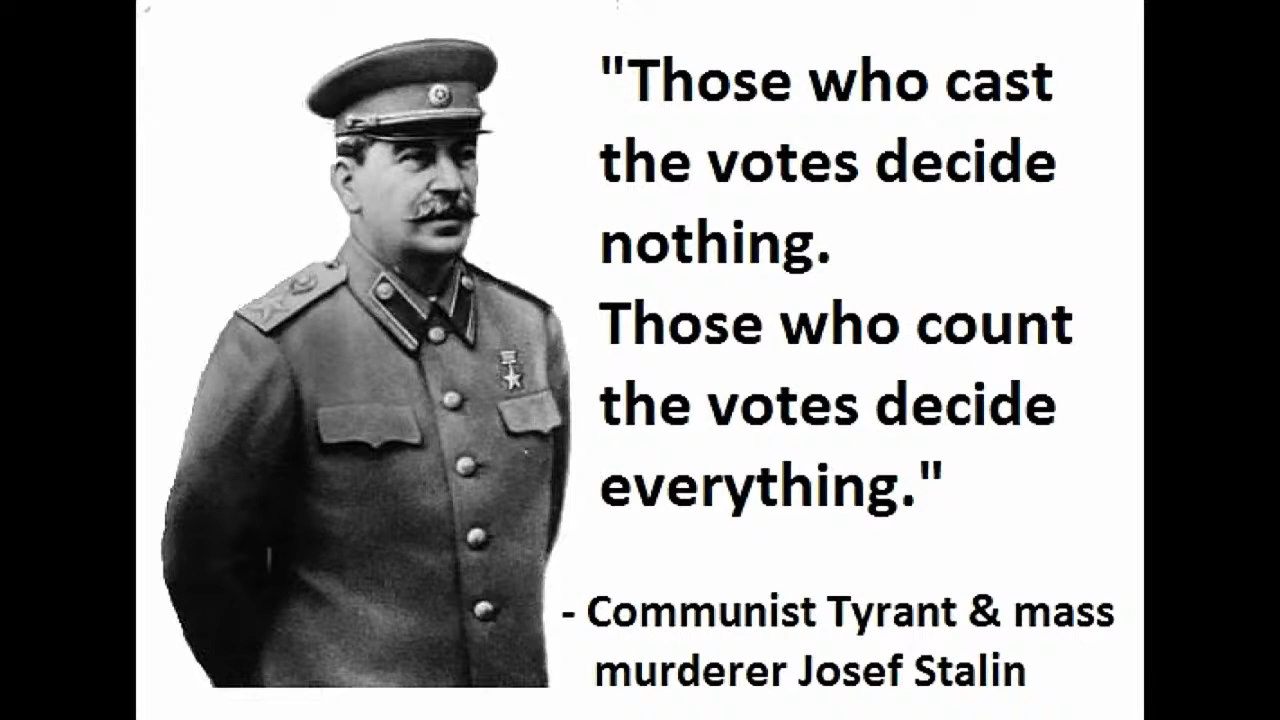 "Those who cast
the votes decide
nothing.
Those who count
the votes decide
everything."
- Communist Tyrant & mass
murderer Josef Stalin